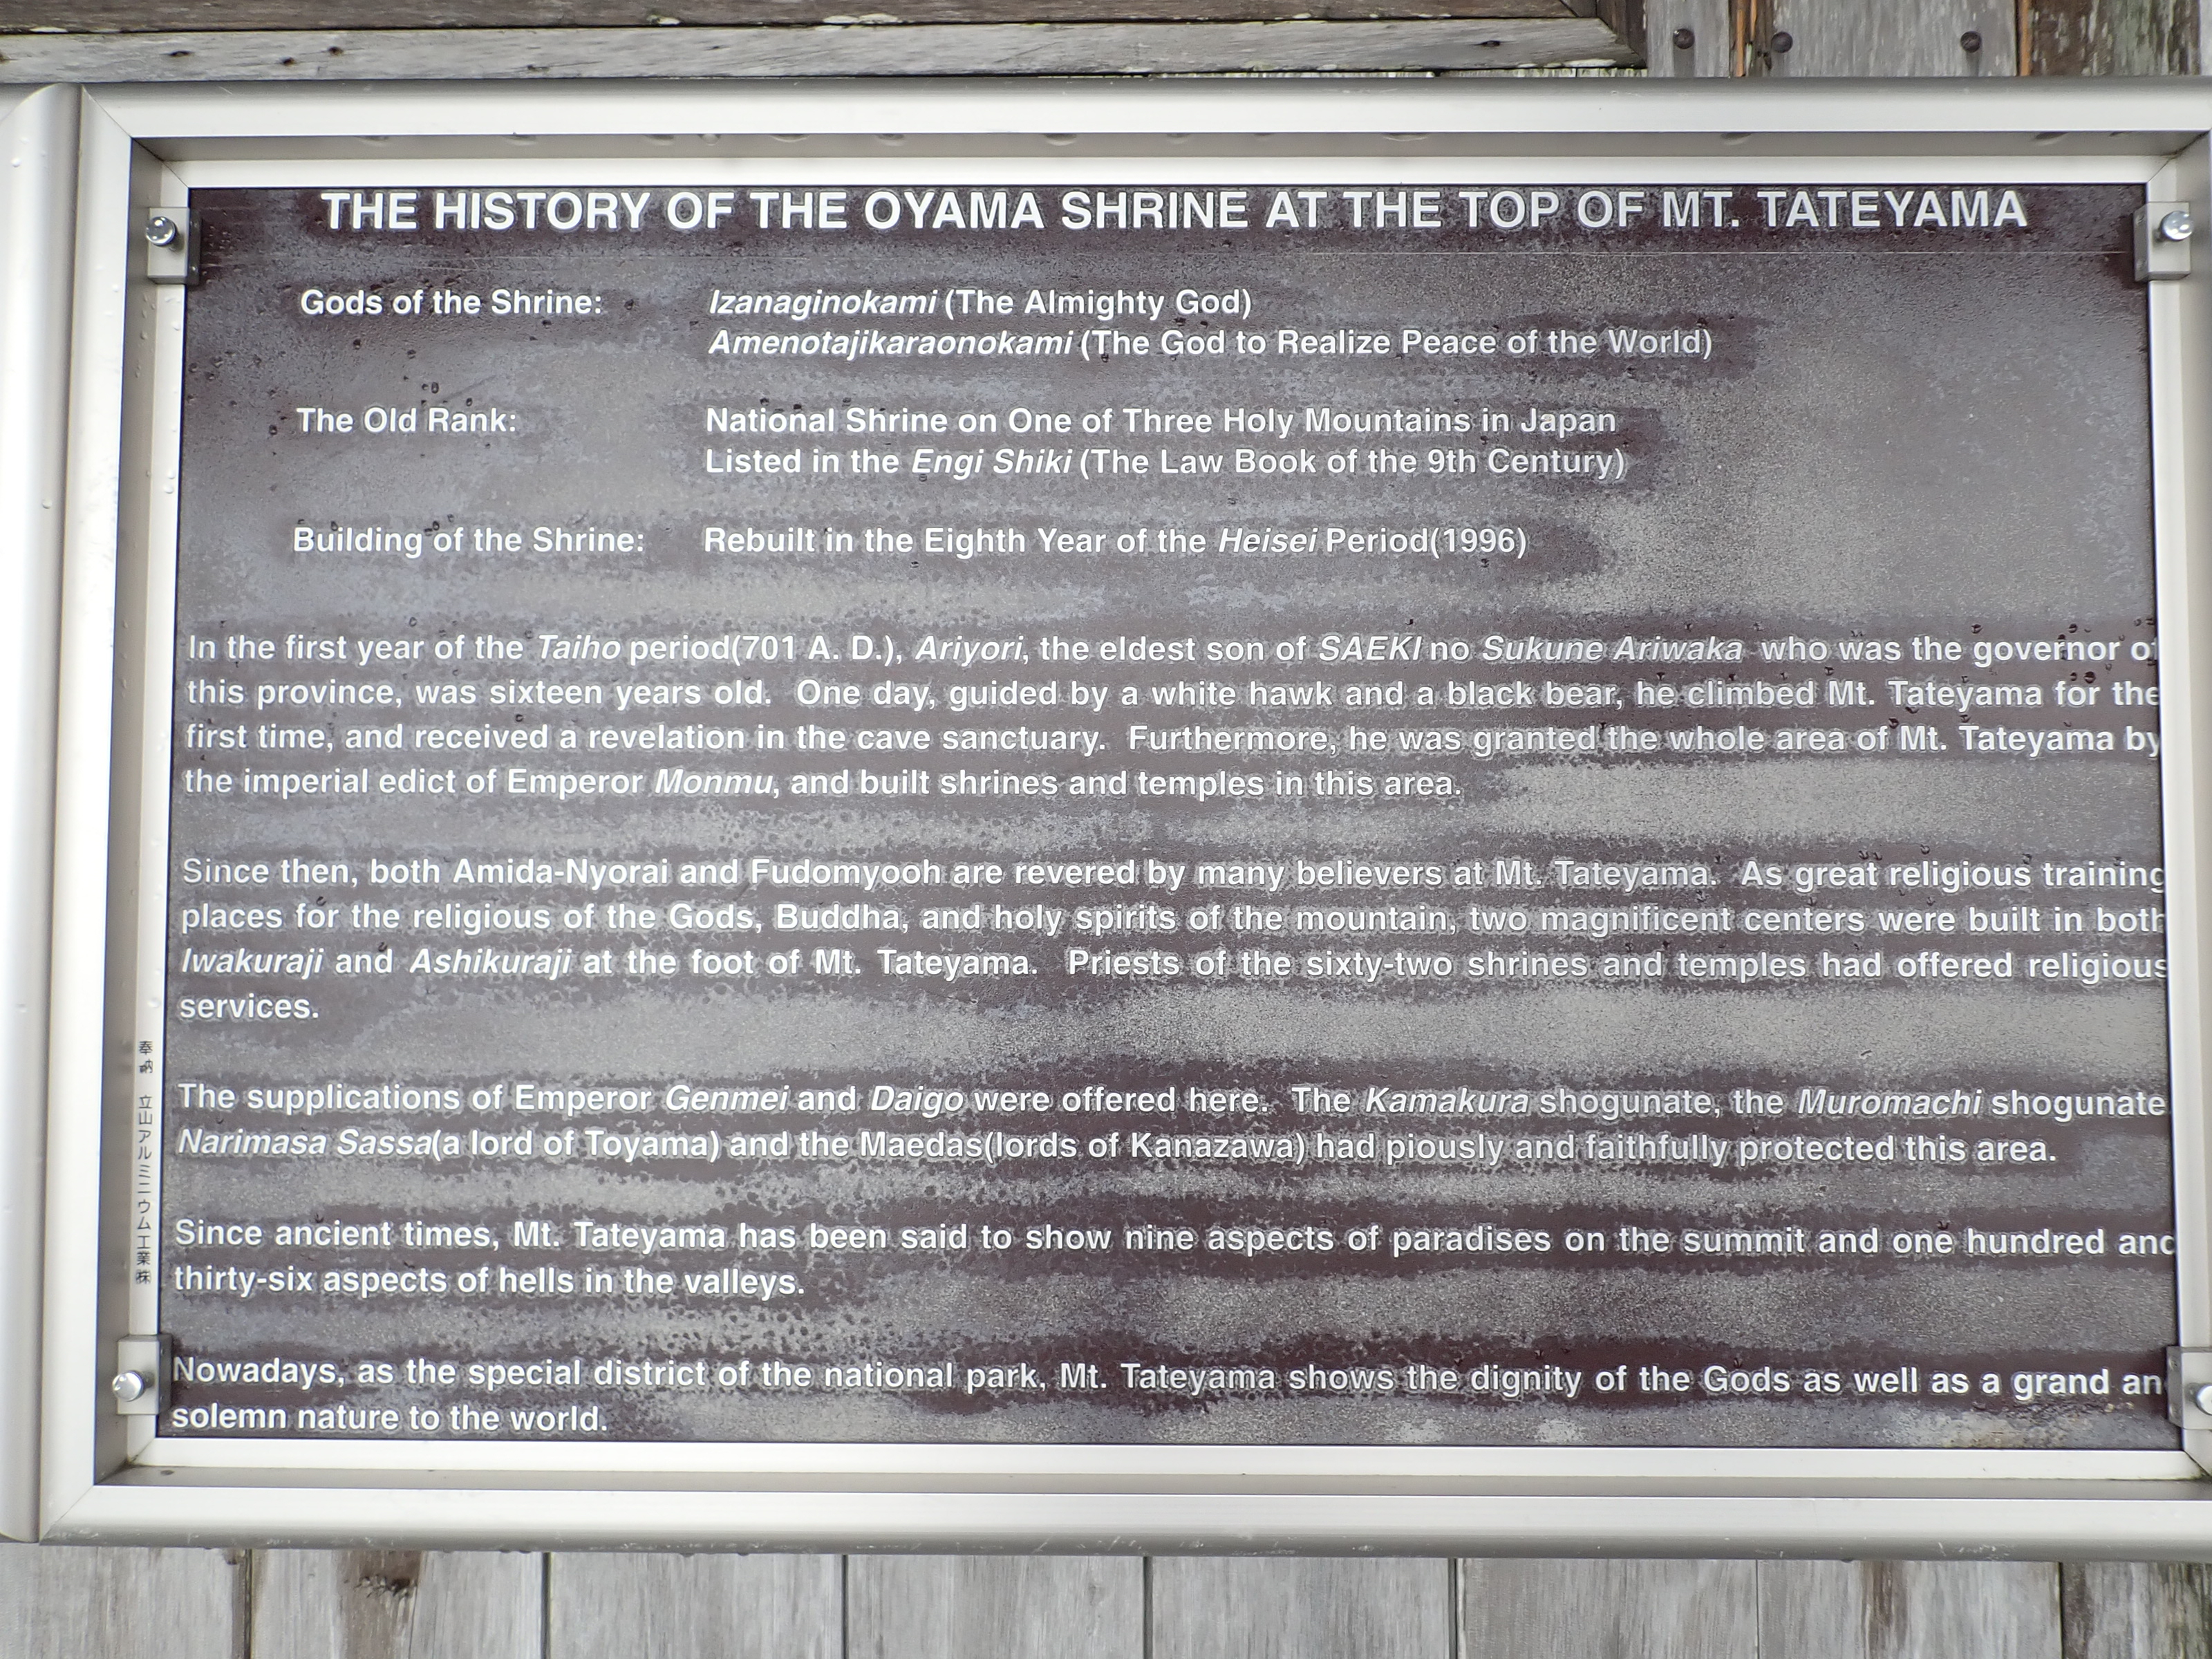 THE HISTORY OF THE OYAMA SHRINE AT THE TOP OF MT. TATEYAMA
Gods of the Shrine: Izanaginokami (The Almighty God)
Amenotajikaraonokami (The God to Realize Peace of the World)
The Old Rank: National Shrine on One of Three Holy Mountains in Japan
Listed in the Engi Shiki (The Law Book of the 9th Century)
Building of the Shrine: Rebuilt in the Eighth Year of the Heisei Period(1996)
In the first year of the Taiho period(701 A. D.), Ariyori, the eldest son of SAEKI no Sukune Ariwaka who was the governor of
this province, was sixteen years old. One day, guided by a white hawk and a black bear, he climbed Mt. Tateyama for the
first time, and received a revelation in the cave sanctuary. Furthermore, he was granted the whole area of Mt. Tateyama by
the imperial edict of Emperor Monmu, and built shrines and temples in this area.
Since then, both Amida-Nyorai and Fudomyooh are revered by many believers at Mt. Tateyama. As great religious training
places for the religious of the Gods, Buddha, and holy spirits of the mountain, two magnificent centers were built in both
Iwakuraji and Ashikuraji at the foot of Mt. Tateyama. Priests of the sixty-two shrines and temples had offered religious
services.
The supplications of Emperor Genmei and Daigo were offered here. The Kamakura shogunate, the Muromachi shogunate
Narimasa Sassa(a lord of Toyama) and the Maedas(lords of Kanazawa) had piously and faithfully protected this area.
Since ancient times, Mt. Tateyama has been said to show nine aspects of paradises on the summit and one hundred and
thirty-six aspects of hells in the valleys.
Nowadays, as the special district of the national park, Mt. Tateyama shows the dignity of the Gods as well as a grand an
solemn nature to the world.
奉納 立山アルミニウム工業㈱